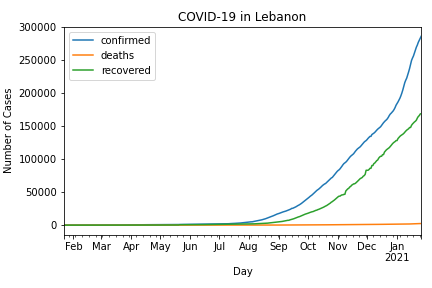 COVID-19 in Lebanon
confirmed
deaths
recovered
Number of Cases
300000
250000
200000
150000
100000
50000
0
Feb Mar Apr May Jun Jul Aug Sep Oct Nov Dec Jan
2021
Day